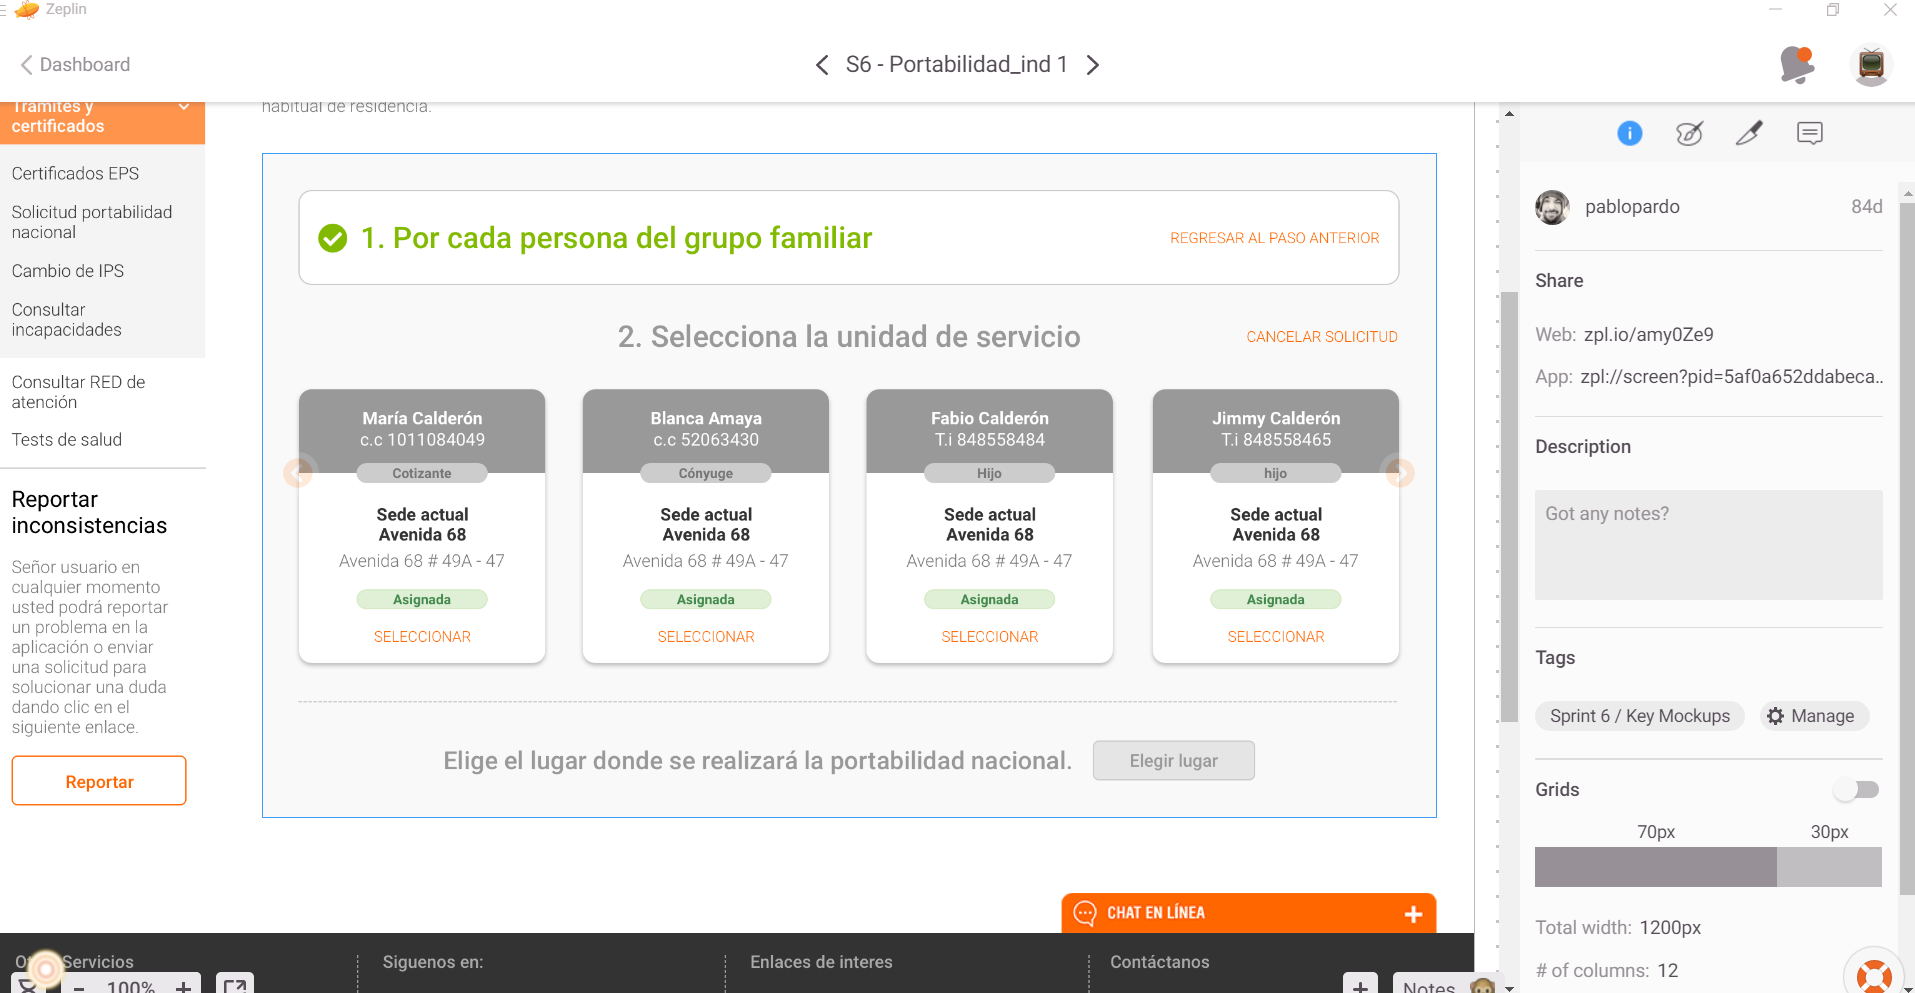 Zeplin
Dashboard
S6 - Portabilidad_ind 1
Trámites y
certificados
Certificados EPS
Solicitud portabilidad
nacional
Cambio de IPS
Consultar
incapacidades
Consultar RED de
atención
Tests de salud
Reportar
inconsistencias
Señor usuario en
cualquier momento
usted podrá reportar
un problema en la
aplicación o enviar
una solicitud para
solucionar una duda
dando clic en el
siguiente enlace.
Reportar
habitual de residencia.
1. Por cada persona del grupo familiar
REGRESAR AL PASO ANTERIOR
2. Selecciona la unidad de servicio
CANCELAR SOLICITUD
María Calderón
c.c 1011084049
Cotizante
Sede actual
Avenida 68
Avenida 68 # 49A - 47
Asignada
SELECCIONAR
Blanca Amaya
c.c 52063430
Cónyuge
Sede actual
Avenida 68
Avenida 68 # 49A - 47
Asignada
SELECCIONAR
Fabio Calderón
T.i 848558484
Hijo
Sede actual
Avenida 68
Avenida 68 # 49A - 47
Asignada
SELECCIONAR
Jimmy Calderón
T.i 848558465
hijo
Sede actual
Avenida 68
Avenida 68 # 49A - 47
Asignada
SELECCIONAR
Elige el lugar donde se realizará la portabilidad nacional.
Elegir lugar
CHAT EN LÍNEA
Servicios
Siguenos en:
Enlaces de interes
Contáctanos
100%
Notes
pablopardo
84d
Share
Web: zpl.io/amy0Ze9
App: zpl://screen?pid=5af0a652ddabeca..
Description
Got any notes?
Tags
Sprint 6 / Key Mockups
Manage
Grids
70px
30px
Total width: 1200px
# of columns: 12